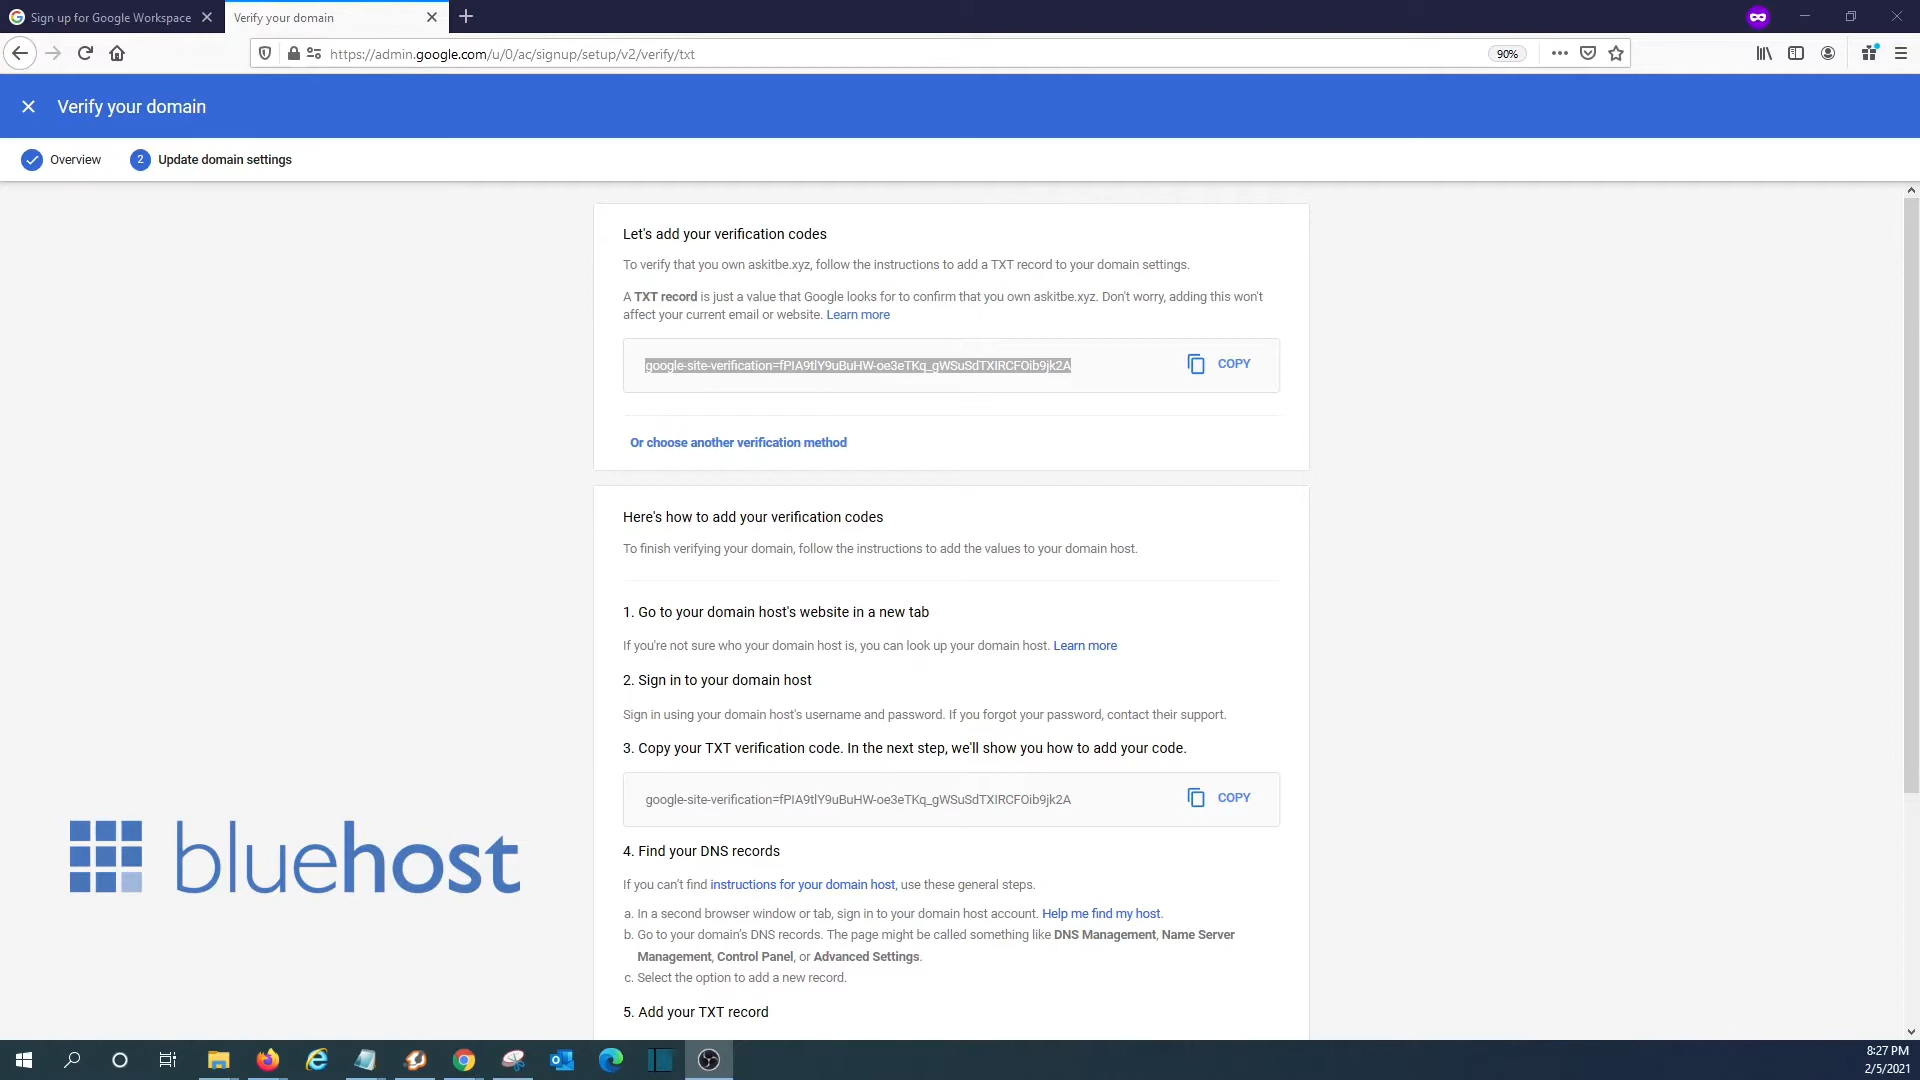 Sign up for Google Workspace
Verify your domain
https://admin.google.com/u/0/ac/signup/setup/v2/verify/txt
90%
Verify your domain
Overview
2 Update domain settings
Let's add your verification codes
To verify that you own askitbe.xyz, follow the instructions to add a TXT record to your domain settings.
A TXT record is just a value that Google looks for to confirm that you own askitbe.xyz. Don't worry, adding this won't
affect your current email or website. Learn more
google-site-verification=fPIA9tlY9uBuHW-oe3eTKq_gWSuSdTXIRCFOib9jk2A
COPY
Or choose another verification method
Here's how to add your verification codes
To finish verifying your domain, follow the instructions to add the values to your domain host.
1. Go to your domain host's website in a new tab
If you're not sure who your domain host is, you can look up your domain host. Learn more
2. Sign in to your domain host
Sign in using your domain host's username and password. If you forgot your password, contact their support.
3. Copy your TXT verification code. In the next step, we'll show you how to add your code.
google-site-verification=fPIA9tlY9uBuHW-oe3eTKq_gWSuSdTXIRCFOib9jk2A
COPY
4. Find your DNS records
If you can't find instructions for your domain host, use these general steps.
a. In a second browser window or tab, sign in to your domain host account. Help me find my host.
b. Go to your domain's DNS records. The page might be called something like DNS Management, Name Server
Management, Control Panel, or Advanced Settings.
c. Select the option to add a new record.
5. Add your TXT record
bluehost
8:27 PM
2/5/2021